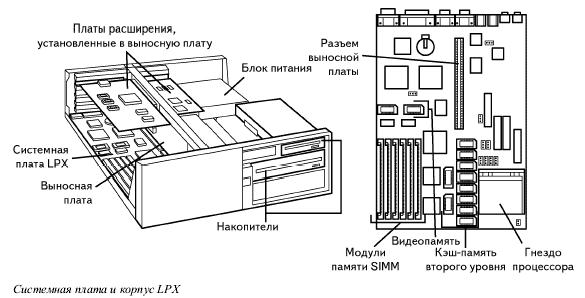 Платы расширения,
установленные в выносную плату
Блок питания
Системная
плата LPX
Выносная
плата
Накопители
Разъем
выносной
платы
Видеопамять
Модули
памяти SIMM
Кэш-память
второго уровня
Гнездо
процессора
Системная плата и корпус LPX